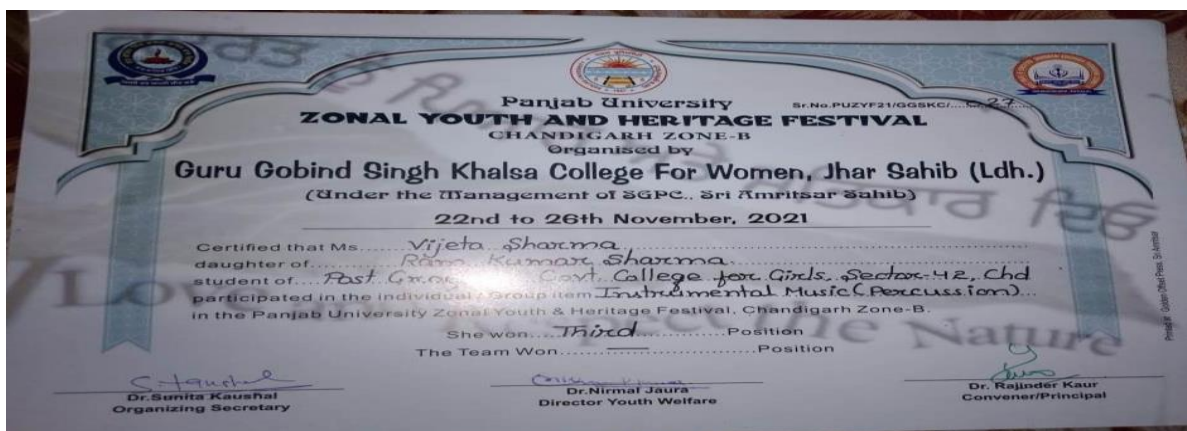 Panjab University
Sr.No.PUZYF21/GGSKC/.....27.....
ZONAL YOUTH AND HERITAGE FESTIVAL
CHANDIGARH ZONE-B
Organised by
Guru Gobind Singh Khalsa College For Women, Jhar Sahib (Ldh.)
(Under the Management of SGPC., Sri Amritsar Sahib)
22nd to 26th November, 2021
Certified that Ms......Vijeta Sharma
daughter of......Ram Kumar Sharma
student of....Post Govt. College for Girls, Sector-42, Chd
participated in the individual / Group item Instrumental Music (Percussion)...
in the Panjab University Zonal Youth & Heritage Festival, Chandigarh Zone-B.
She won....Third......Position
The Team Won....—....Position
Dr.Sunita Kaushal
Organizing Secretary
Dr.Nirmal Jaura
Director Youth Welfare
Dr. Rajinder Kaur
Convener/Principal
the Nature